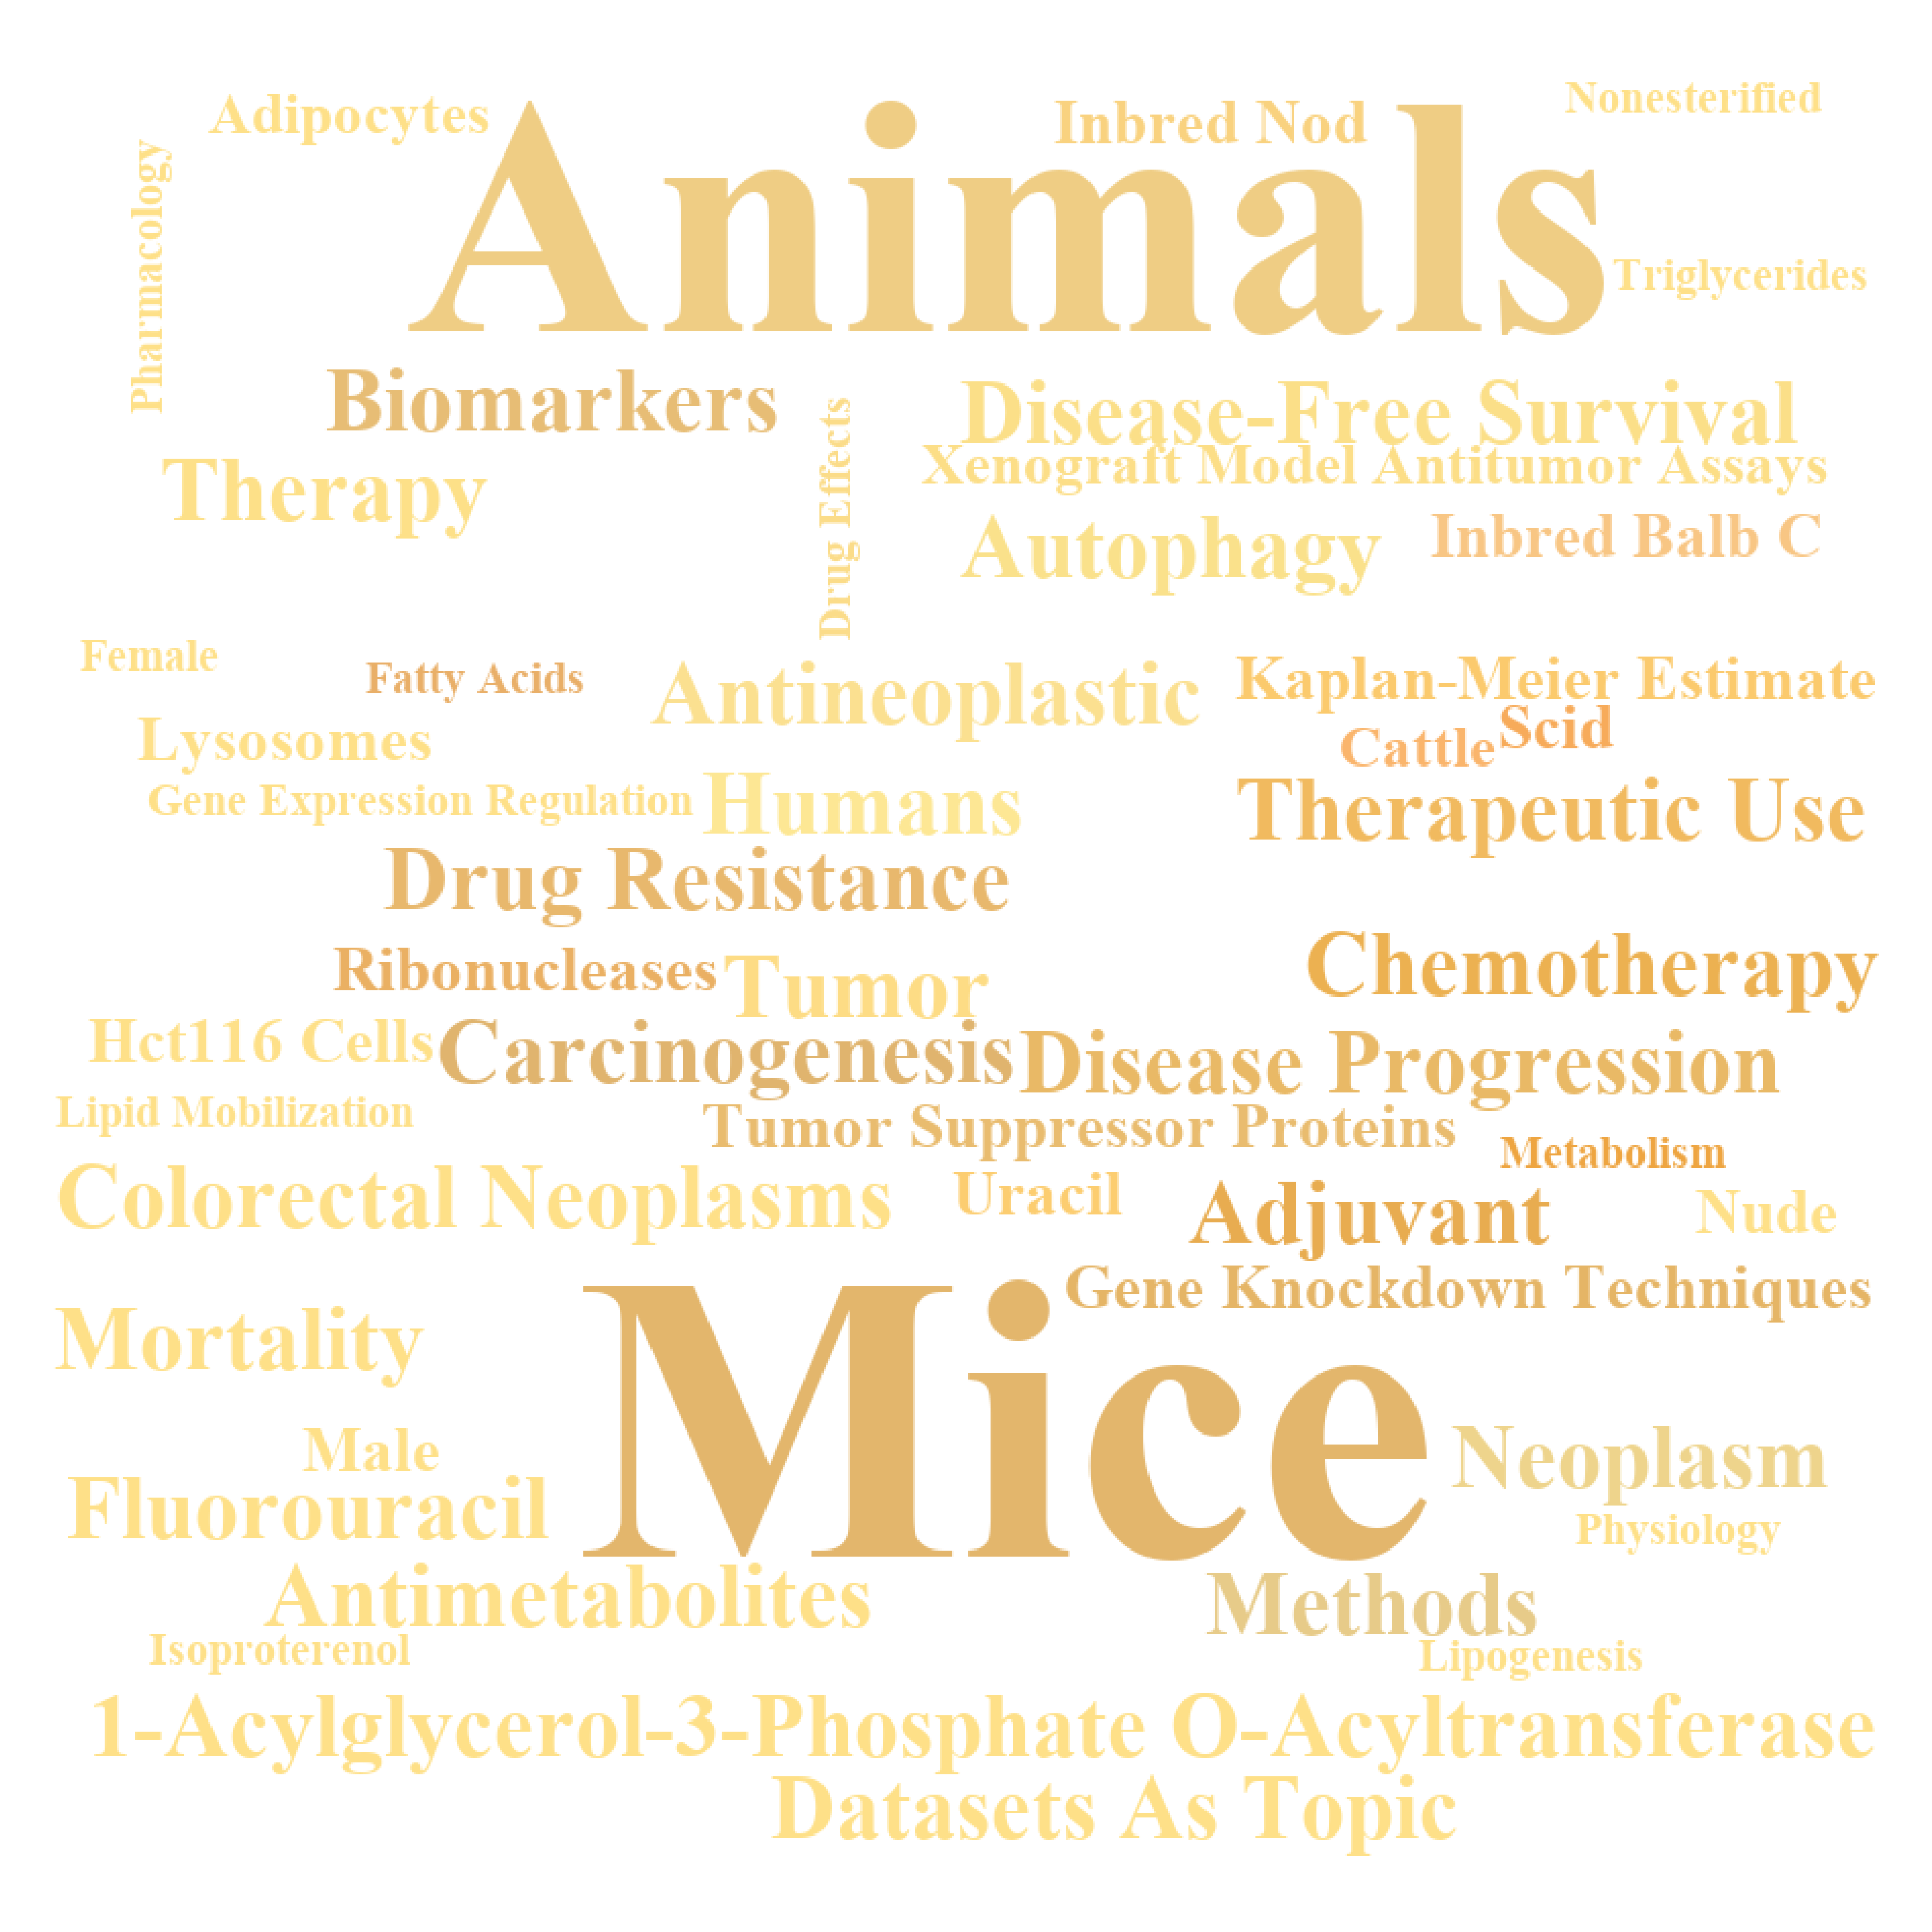 Adipocytes
Inbred Nod
Nonesterified
Animals
Pharmacology
Triglycerides
Biomarkers
Disease-Free Survival
Drug Effects
Xenograft Model Antitumor Assays
Therapy
Autophagy
Inbred Balb C
Female
Fatty Acids
Antineoplastic
Kaplan-Meier Estimate
Scid
Lysosomes
Cattle
Gene Expression Regulation
Humans
Therapeutic Use
Drug Resistance
Ribonucleases
Tumor
Chemotherapy
Hct116 Cells
Carcinogenesis
Disease Progression
Lipid Mobilization
Tumor Suppressor Proteins
Metabolism
Colorectal Neoplasms
Uracil
Adjuvant
Nude
Gene Knockdown Techniques
Mortality
Mice
Male
Neoplasm
Fluorouracil
Physiology
Antimetabolites
Methods
Isoproterenol
Lipogenesis
1-Acylglycerol-3-Phosphate O-Acyltransferase
Datasets As Topic